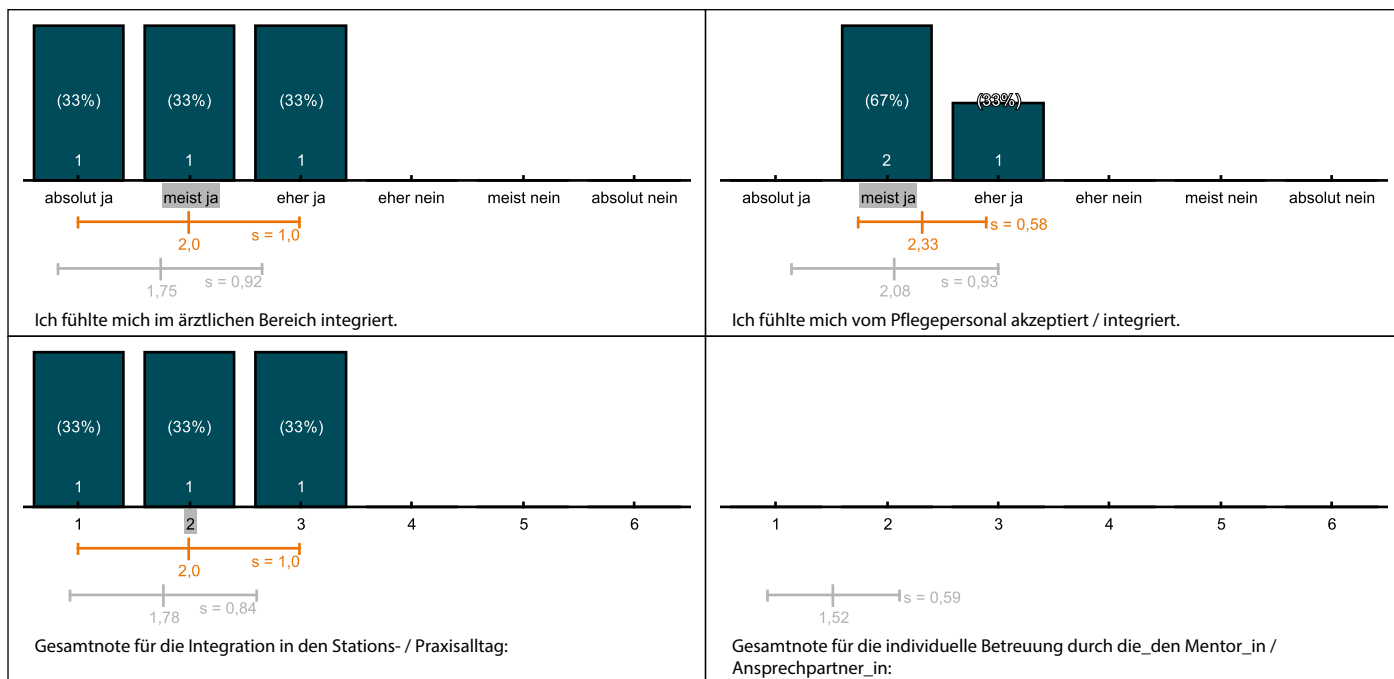 (33%) (33%) (33%)
1 1 1
absolut ja meist ja eher ja eher nein meist nein absolut nein
s = 1,0
2,0
s = 0,92
1,75
Ich fühlte mich im ärztlichen Bereich integriert.
(67%) (33%)
2 1
absolut ja meist ja eher ja eher nein meist nein absolut nein
s = 0,58
2,33
s = 0,93
2,08
Ich fühlte mich vom Pflegepersonal akzeptiert / integriert.
(33%) (33%) (33%)
1 1 1
1 2 3 4 5 6
s = 1,0
2,0
s = 0,84
1,78
Gesamtnote für die Integration in den Stations- / Praxisalltag:
1 2 3 4 5 6
s = 0,59
1,52
Gesamtnote für die individuelle Betreuung durch die_den Mentor_in /
Ansprechpartner_in: